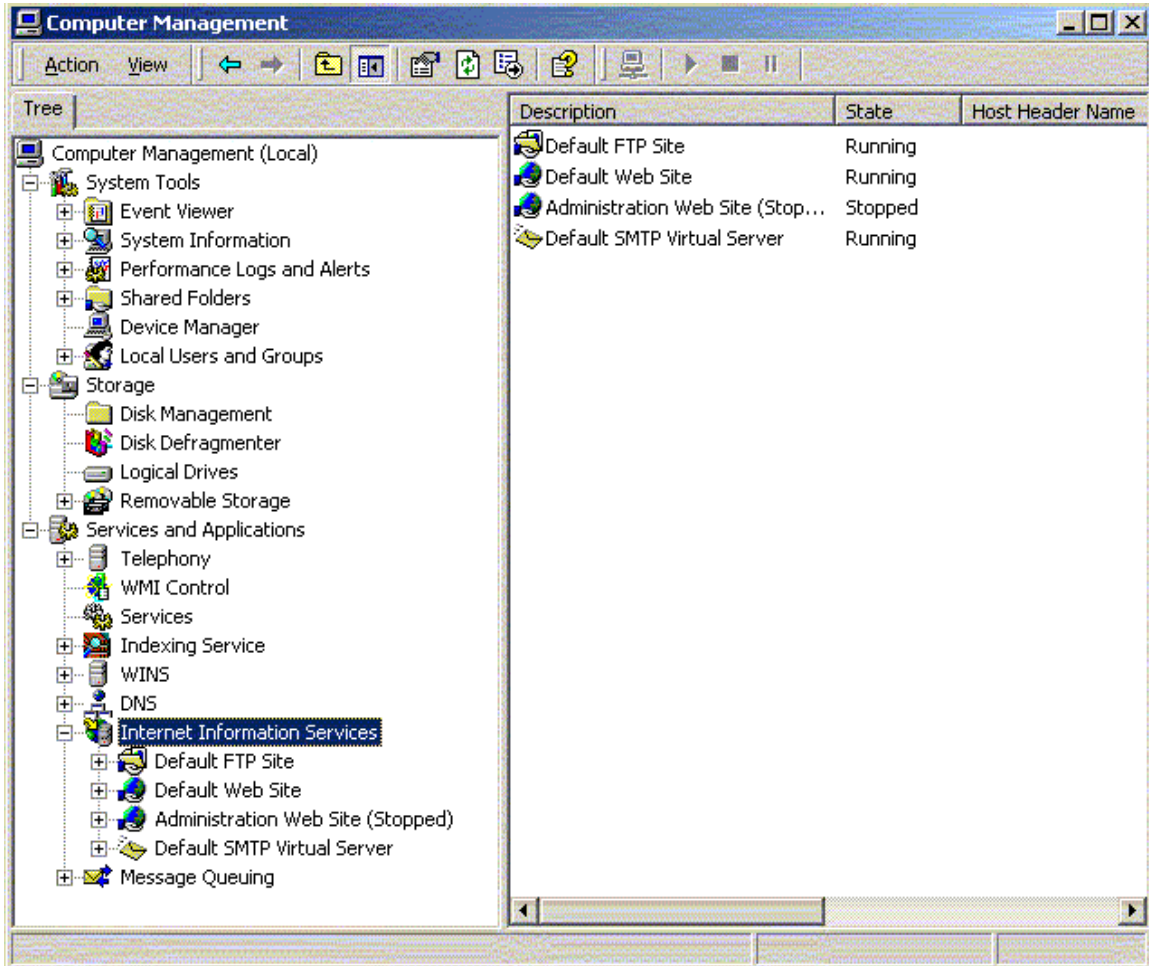 Computer Management
Action View
Tree
Computer Management (Local)
System Tools
Event Viewer
System Information
Performance Logs and Alerts
Shared Folders
Device Manager
Local Users and Groups
Storage
Disk Management
Disk Defragmenter
Logical Drives
Removable Storage
Services and Applications
Telephony
WMI Control
Services
Indexing Service
WINS
DNS
Internet Information Services
Default FTP Site
Default Web Site
Administration Web Site (Stopped)
Default SMTP Virtual Server
Message Queuing
Description State Host Header Name
Default FTP Site Running
Default Web Site Running
Administration Web Site (Stop... Stopped
Default SMTP Virtual Server Running